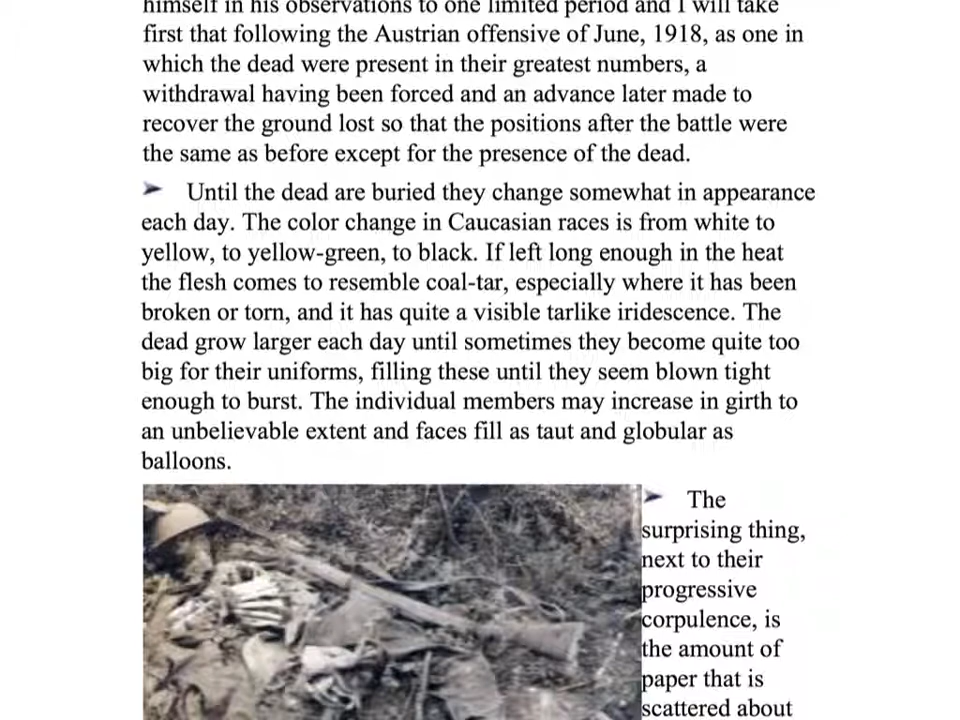 himself in his observations to one limited period and I will take
first that following the Austrian offensive of June, 1918, as one in
which the dead were present in their greatest numbers, a
withdrawal having been forced and an advance later made to
recover the ground lost so that the positions after the battle were
the same as before except for the presence of the dead.
➢ Until the dead are buried they change somewhat in appearance
each day. The color change in Caucasian races is from white to
yellow, to yellow-green, to black. If left long enough in the heat
the flesh comes to resemble coal-tar, especially where it has been
broken or torn, and it has quite a visible tarlike iridescence. The
dead grow larger each day until sometimes they become quite too
big for their uniforms, filling these until they seem blown tight
enough to burst. The individual members may increase in girth to
an unbelievable extent and faces fill as taut and globular as
balloons.
➢ The
surprising thing,
next to their
progressive
corpulence, is
the amount of
paper that is
scattered about